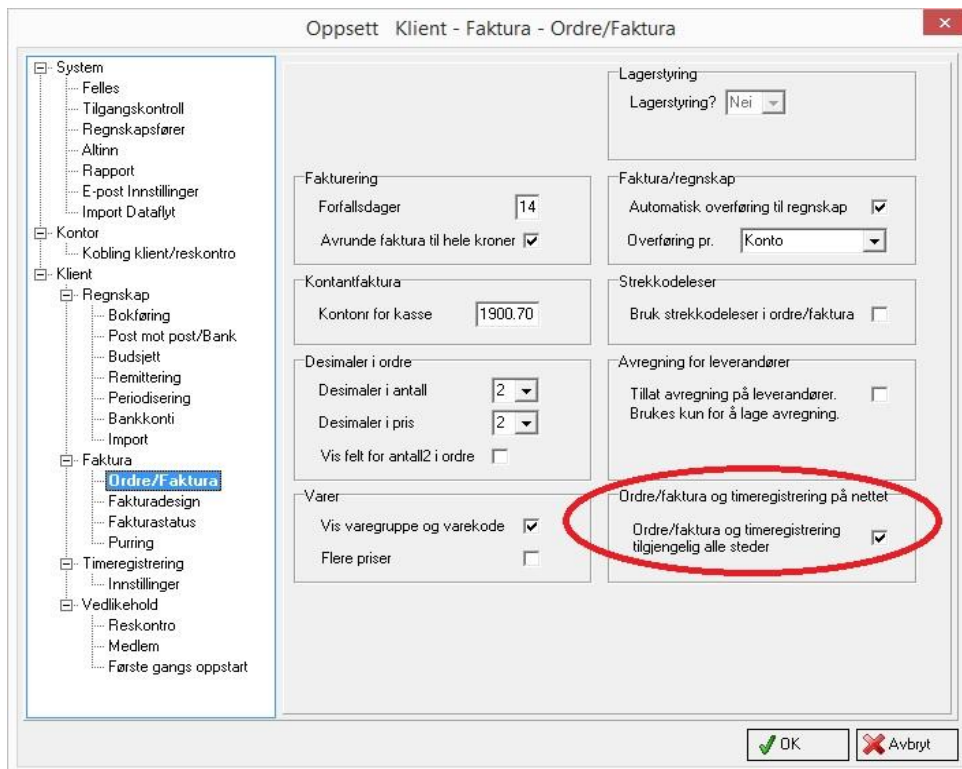 Oppsett Klient - Faktura - Ordre/Faktura
System
Felles
Tilgangskontroll
Regnskapsfører
Altinn
Rapport
E-post Innstillinger
Import Dataflyt
Kontor
Kobling klient/reskontro
Klient
Regnskap
Bokføring
Post mot post/Bank
Budsjett
Remittering
Periodisering
Bankkonti
Import
Faktura
Ordre/Faktura
Fakturadesign
Fakturastatus
Purring
Timeregistrering
Innstillinger
Vedlikehold
Reskontro
Medlem
Første gangs oppstart
Lagerstyring
Lagerstyring? Nei
Fakturering
Forfallsdager 14
Avrunde faktura til hele kroner
Faktura/regnskap
Automatisk overføring til regnskap
Overføring pr. Konto
Kontantfaktura
Kontonr for kasse 1900.70
Strekkodeleser
Bruk strekkodeleser i ordre/faktura
Desimaler i ordre
Desimaler i antall 2
Desimaler i pris 2
Vis felt for antall2 i ordre
Avregning for leverandører
Tillat avregning på leverandører.
Brukes kun for å lage avregning.
Varer
Vis varegruppe og varekode
Flere priser
Ordre/faktura og timeregistrering på nettet
Ordre/faktura og timeregistrering
tilgjengelig alle steder
OK
Avbryt